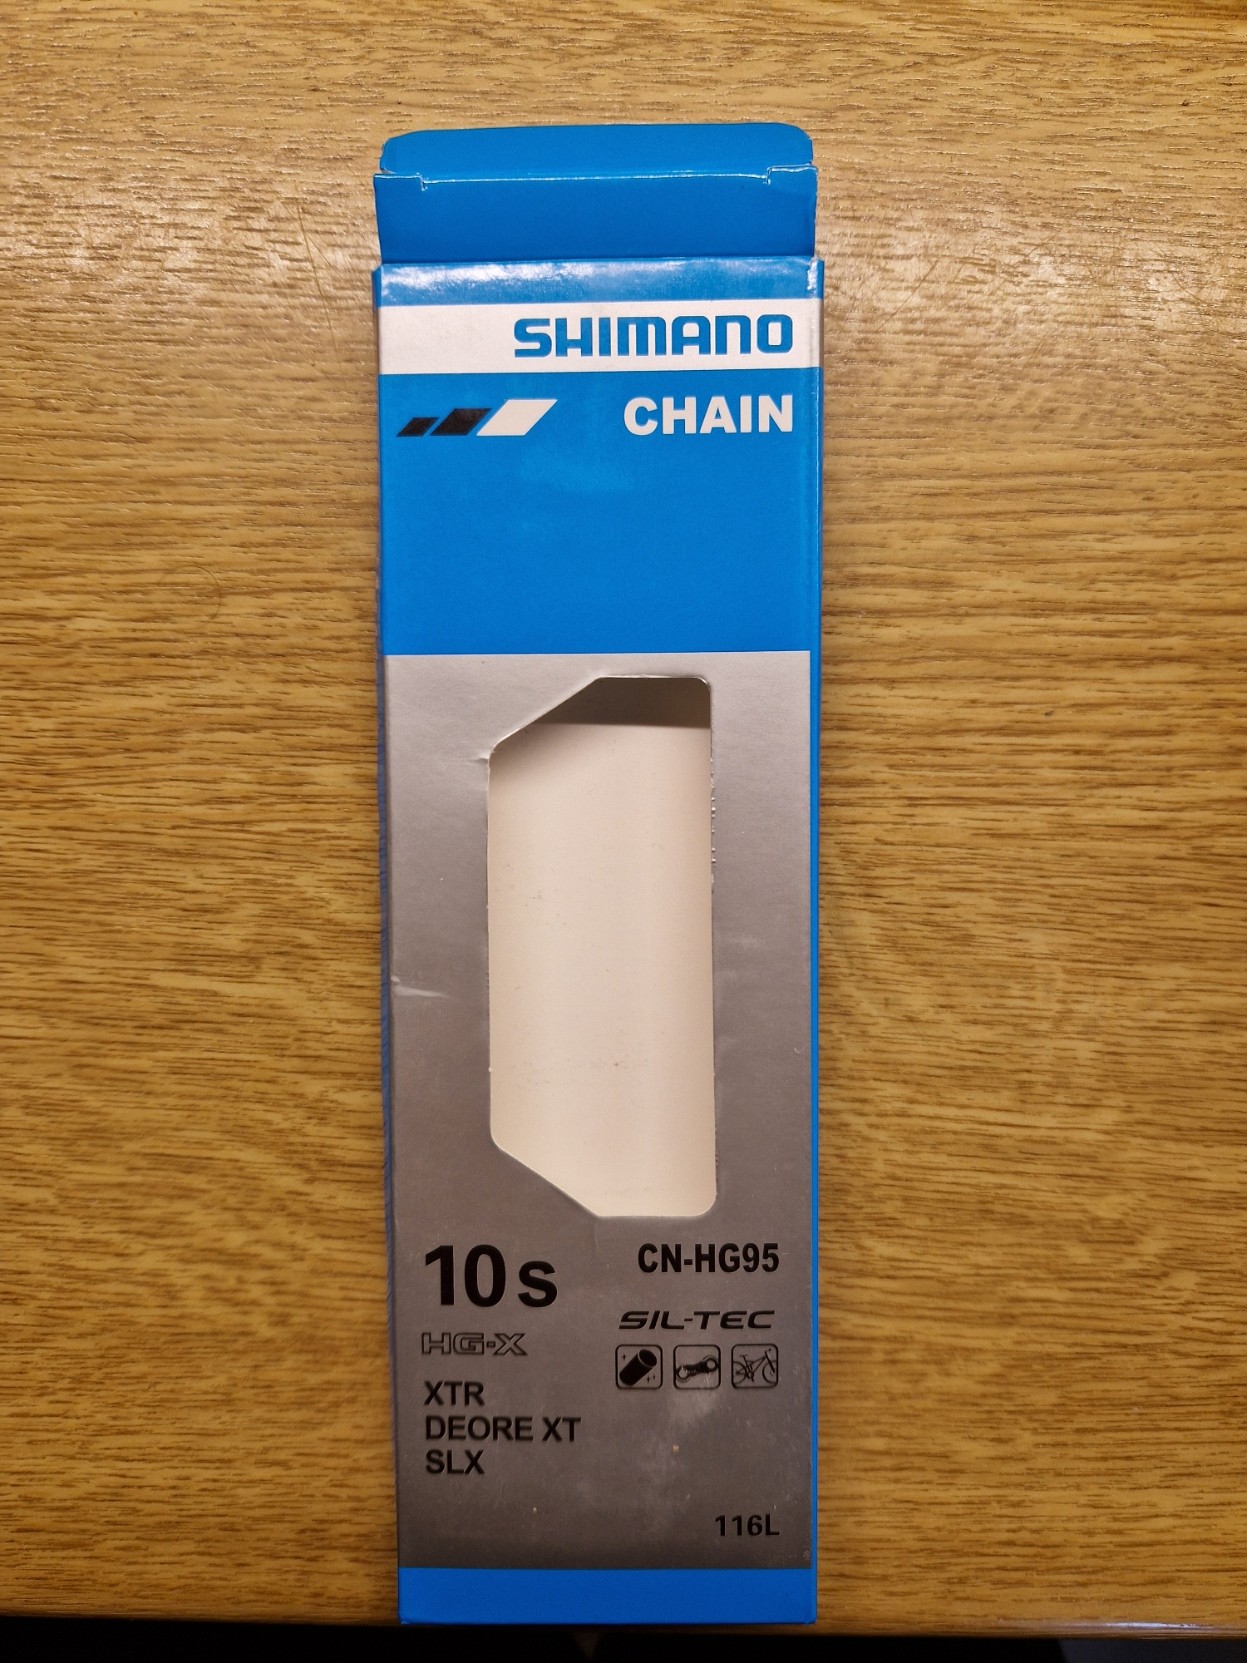 SHIMANO
CHAIN
10s
CN-HG95
HG-X
SIL-TEC
XTR
DEORE XT
SLX
116L